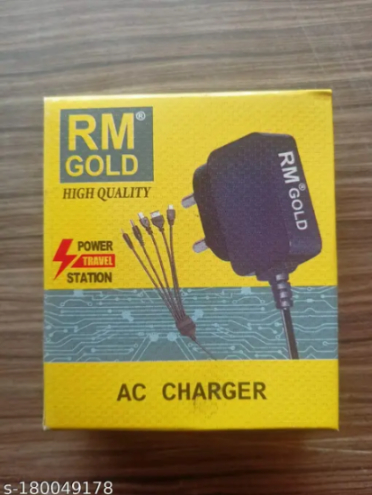 RM®
GOLD
HIGH QUALITY
POWER
TRAVEL
STATION
RM® GOLD
AC CHARGER
s-180049178